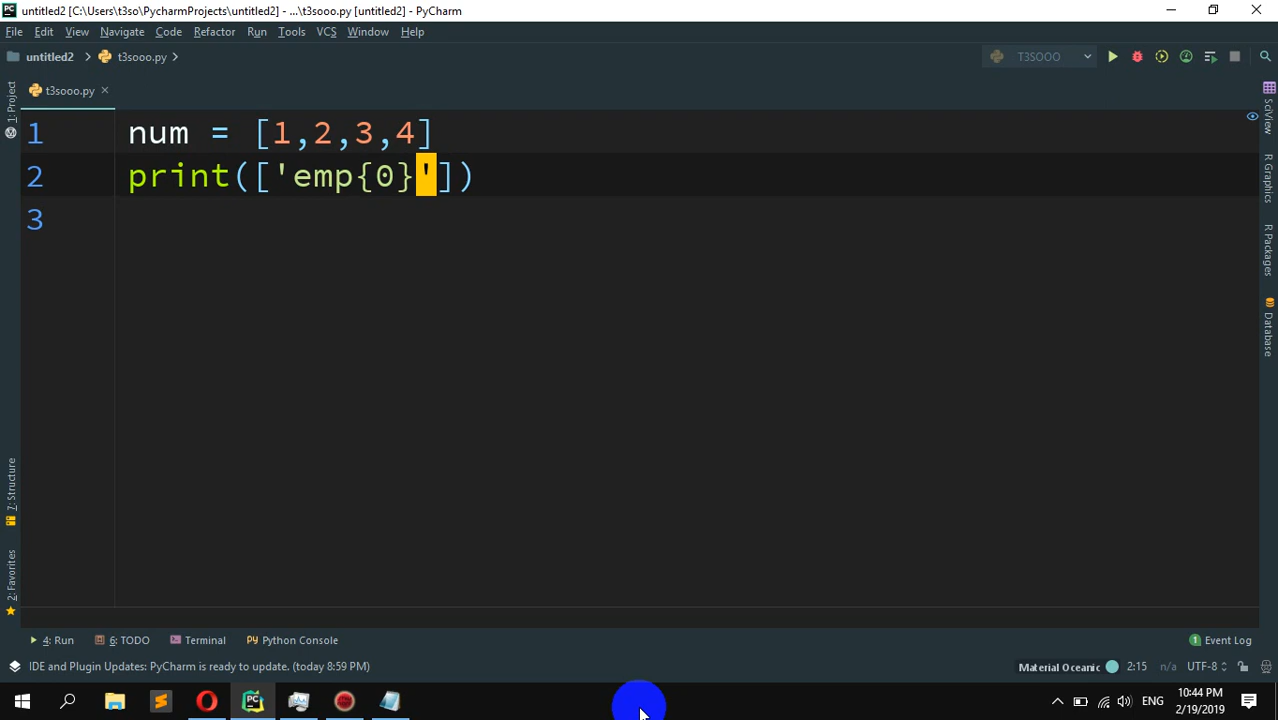 untitled2 [C:\Users\t3so\PycharmProjects\untitled2] - ...\t3sooo.py [untitled2] - PyCharm
File Edit View Navigate Code Refactor Run Tools VCS Window Help
untitled2 t3sooo.py T3SOOO
t3sooo.py
1 num = [1,2,3,4]
2 print(['emp{0}'])
3
1: Project
7: Structure
2: Favorites
SciView
R Graphics
R Packages
Database
4: Run 6: TODO Terminal Python Console 1 Event Log
IDE and Plugin Updates: PyCharm is ready to update. (today 8:59 PM) Material Oceanic 2:15 n/a UTF-8
ENG 10:44 PM
2/19/2019